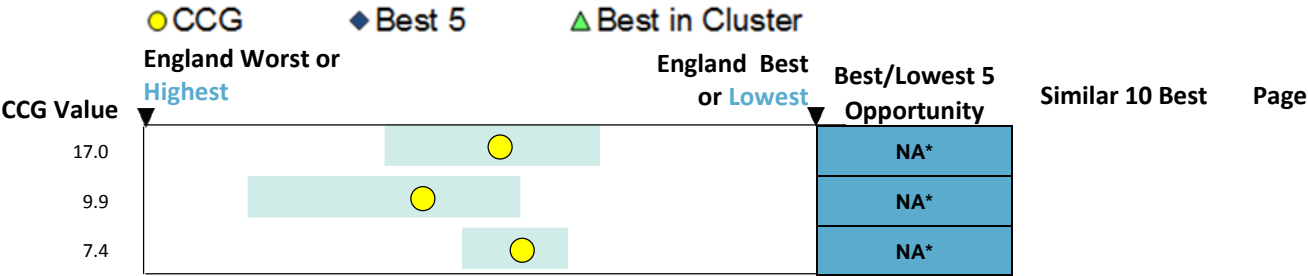 CCG Best 5 Best in Cluster
CCG Value
England Worst or
Highest
England Best
or Lowest
Best/Lowest 5
Opportunity
Similar 10 Best
Page
17.0 NA*
9.9 NA*
7.4 NA*